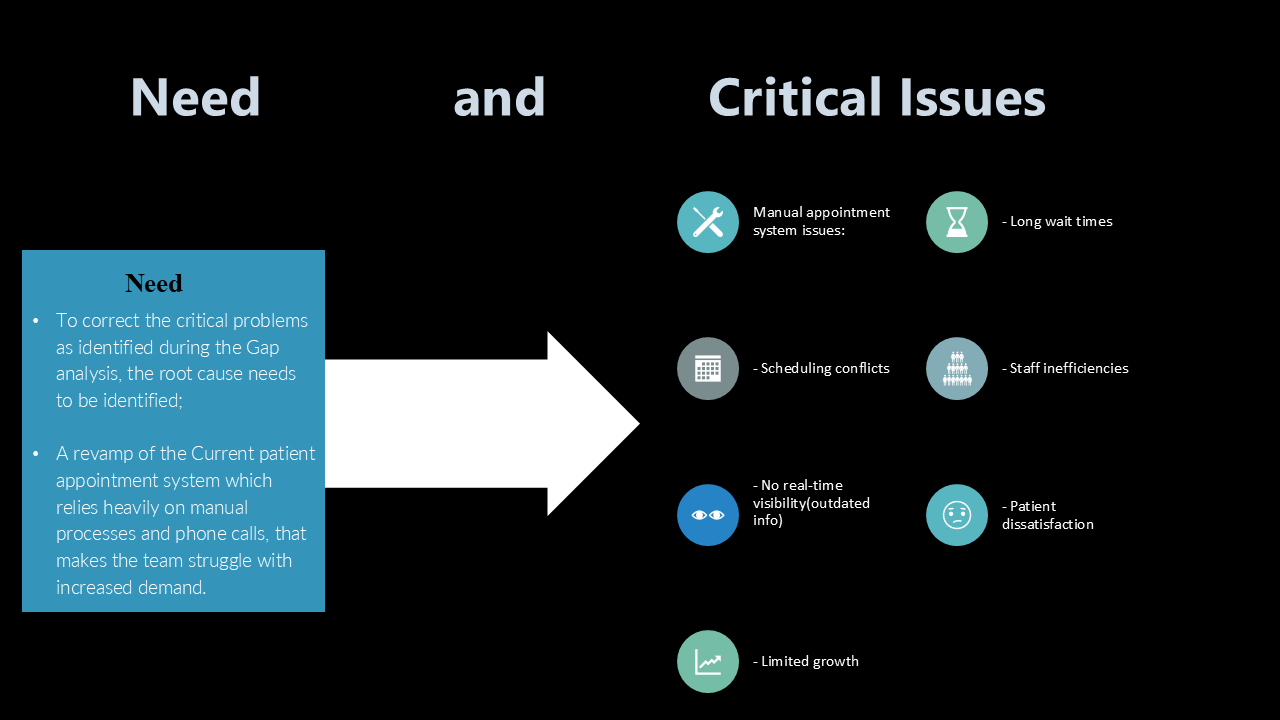 Need and Critical Issues
Need
• To correct the critical problems
as identified during the Gap
analysis, the root cause needs
to be identified;
• A revamp of the Current patient
appointment system which
relies heavily on manual
processes and phone calls, that
makes the team struggle with
increased demand.
Manual appointment
system issues:
- Long wait times
- Scheduling conflicts
- Staff inefficiencies
- No real-time
visibility(outdated
info)
- Patient
dissatisfaction
- Limited growth